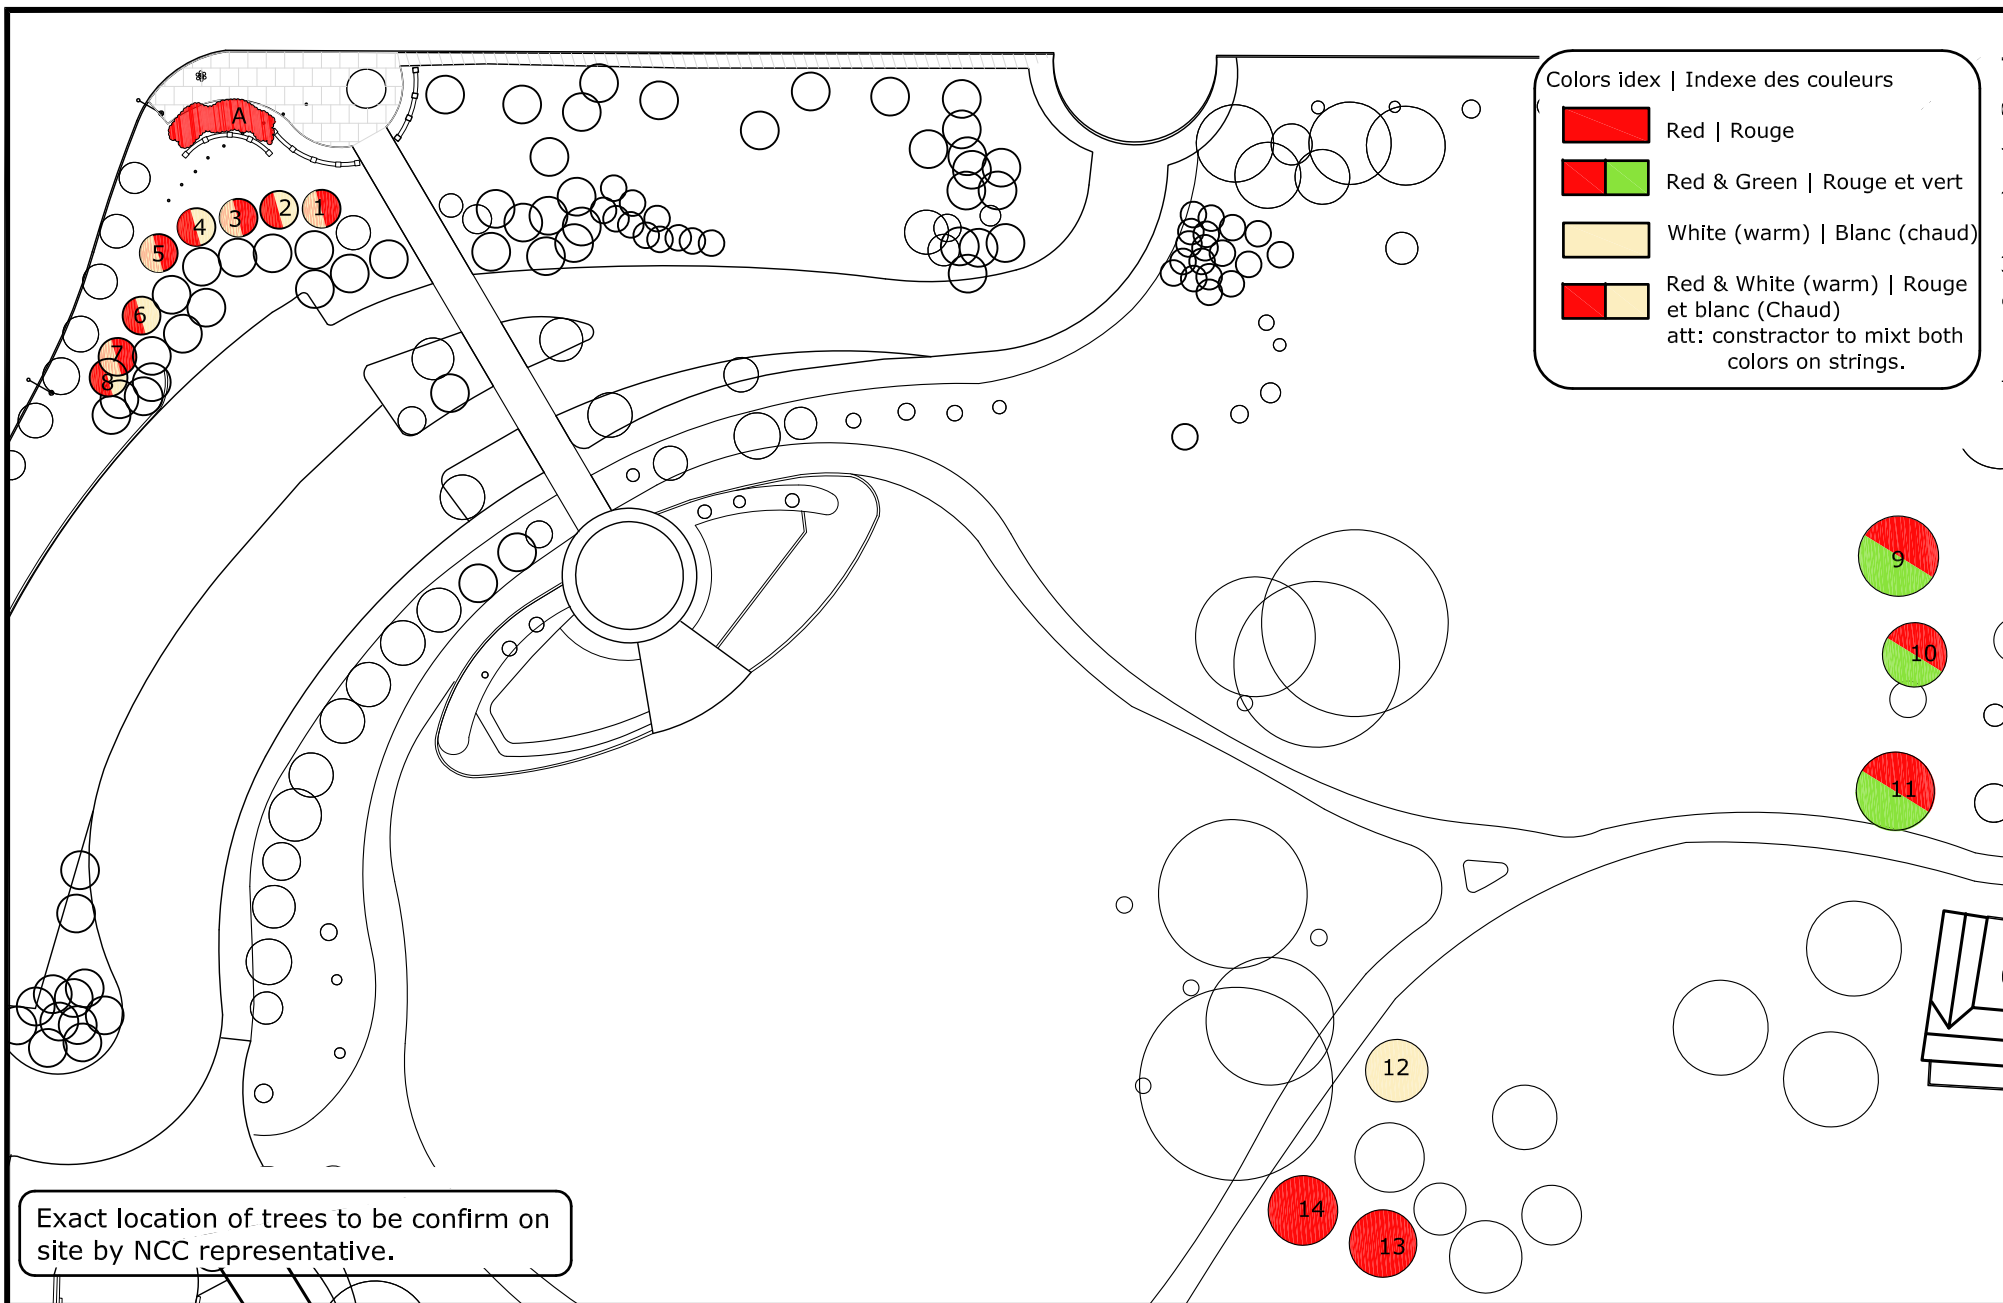 Colors idex | Indexe des couleurs
Red | Rouge
Red & Green | Rouge et vert
White (warm) | Blanc (chaud)
Red & White (warm) | Rouge
et blanc (Chaud)
att: constractor to mixt both
colors on strings.
A
1
2
3
4
5
6
7
8
9
10
11
12
14
13
Exact location of trees to be confirm on
site by NCC representative.